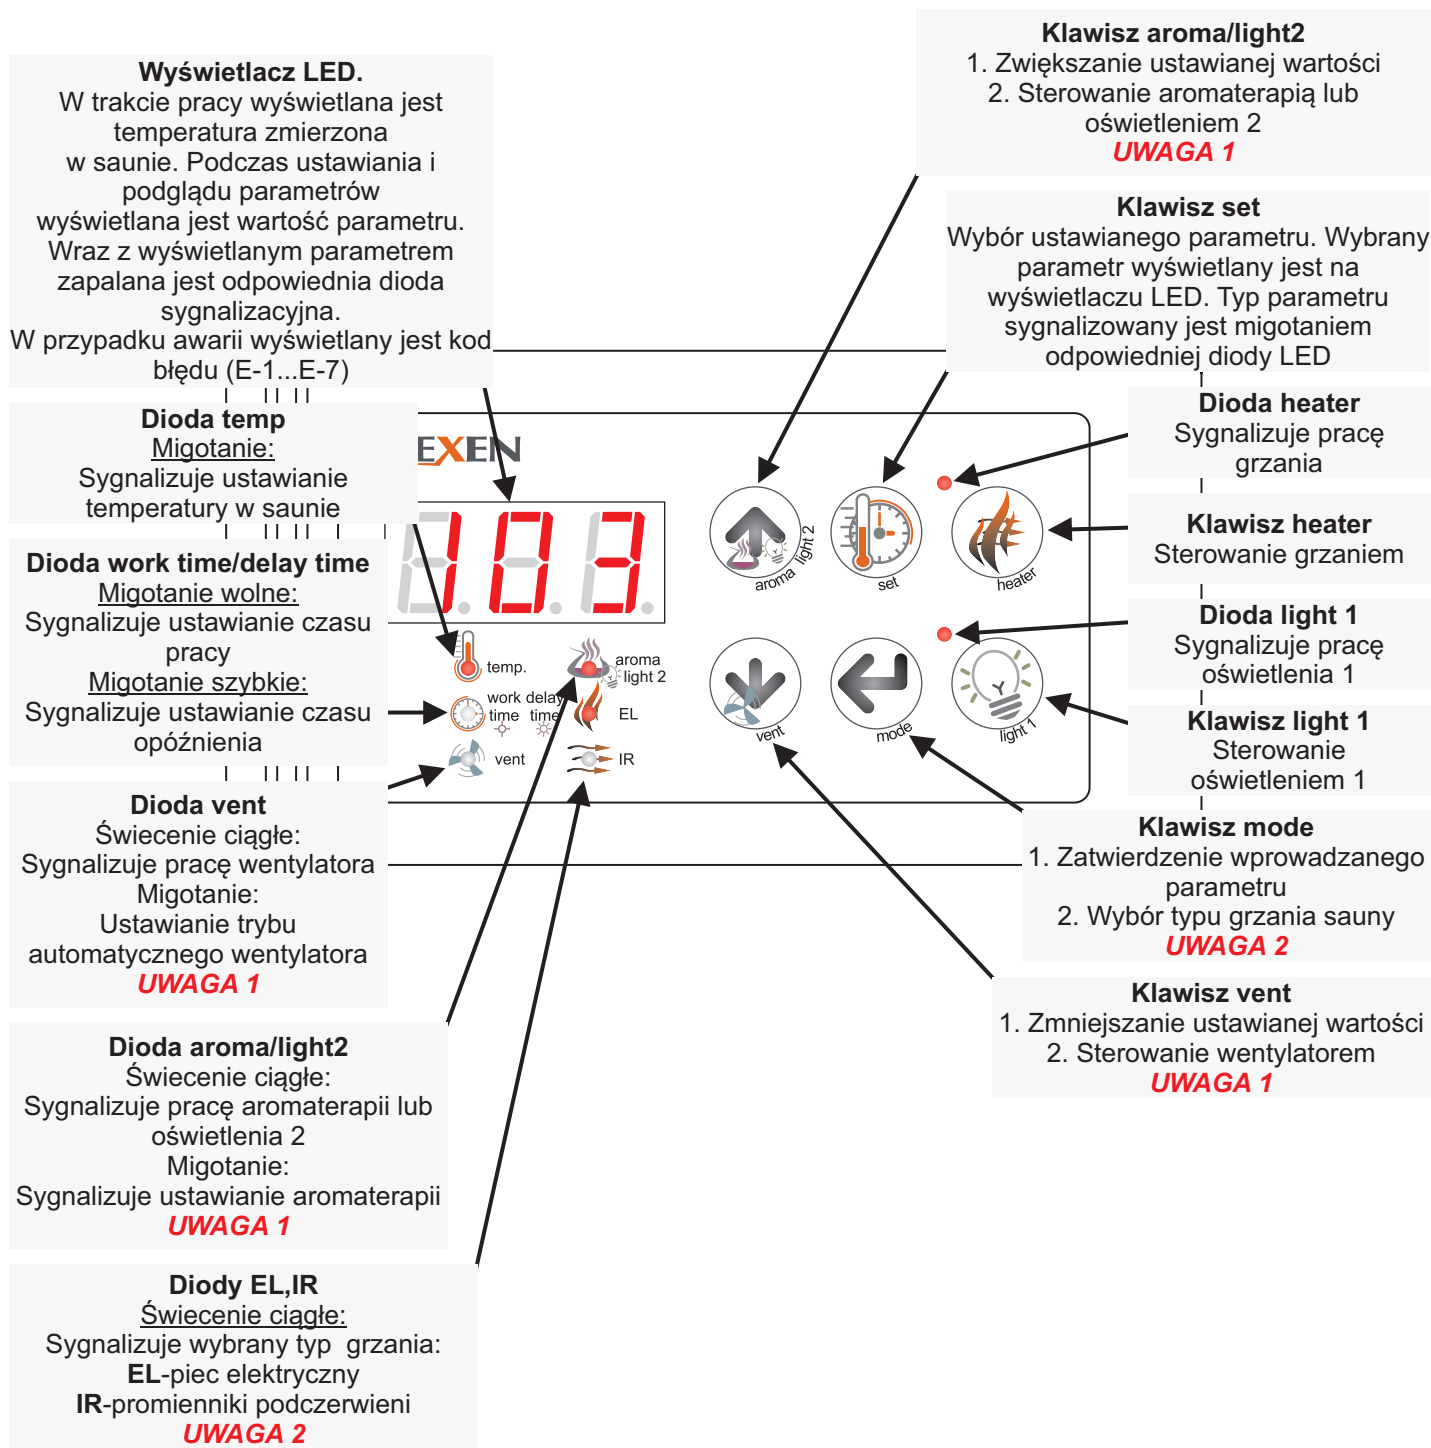 Wyświetlacz LED.
W trakcie pracy wyświetlana jest
temperatura zmierzona
w saunie. Podczas ustawiania i
podglądu parametrów
wyświetlana jest wartość parametru.
Wraz z wyświetlanym parametrem
zapalana jest odpowiednia dioda
sygnalizacyjna.
W przypadku awarii wyświetlany jest kod
błędu (E-1...E-7)
Dioda temp
Migotanie:
Sygnalizuje ustawianie
temperatury w saunie
Dioda work time/delay time
Migotanie wolne:
Sygnalizuje ustawianie czasu
pracy
Migotanie szybkie:
Sygnalizuje ustawianie czasu
opóźnienia
Dioda vent
Świecenie ciągłe:
Sygnalizuje pracę wentylatora
Migotanie:
Ustawianie trybu
automatycznego wentylatora
UWAGA 1
Dioda aroma/light2
Świecenie ciągłe:
Sygnalizuje pracę aromaterapii lub
oświetlenia 2
Migotanie:
Sygnalizuje ustawianie aromaterapii
UWAGA 1
Diody EL,IR
Świecenie ciągłe:
Sygnalizuje wybrany typ grzania:
EL-piec elektryczny
IR-promienniki podczerwieni
UWAGA 2
EXEN
103
temp.
aroma
light 2
work delay
time time
EL
vent
IR
aroma light 2
set
heater
vent
mode
light 1
Klawisz aroma/light2
1. Zwiększanie ustawianej wartości
2. Sterowanie aromaterapią lub
oświetleniem 2
UWAGA 1
Klawisz set
Wybór ustawianego parametru. Wybrany
parametr wyświetlany jest na
wyświetlaczu LED. Typ parametru
sygnalizowany jest migotaniem
odpowiedniej diody LED
Dioda heater
Sygnalizuje pracę
grzania
Klawisz heater
Sterowanie grzaniem
Dioda light 1
Sygnalizuje pracę
oświetlenia 1
Klawisz light 1
Sterowanie
oświetleniem 1
Klawisz mode
1. Zatwierdzenie wprowadzanego
parametru
2. Wybór typu grzania sauny
UWAGA 2
Klawisz vent
1. Zmniejszanie ustawianej wartości
2. Sterowanie wentylatorem
UWAGA 1